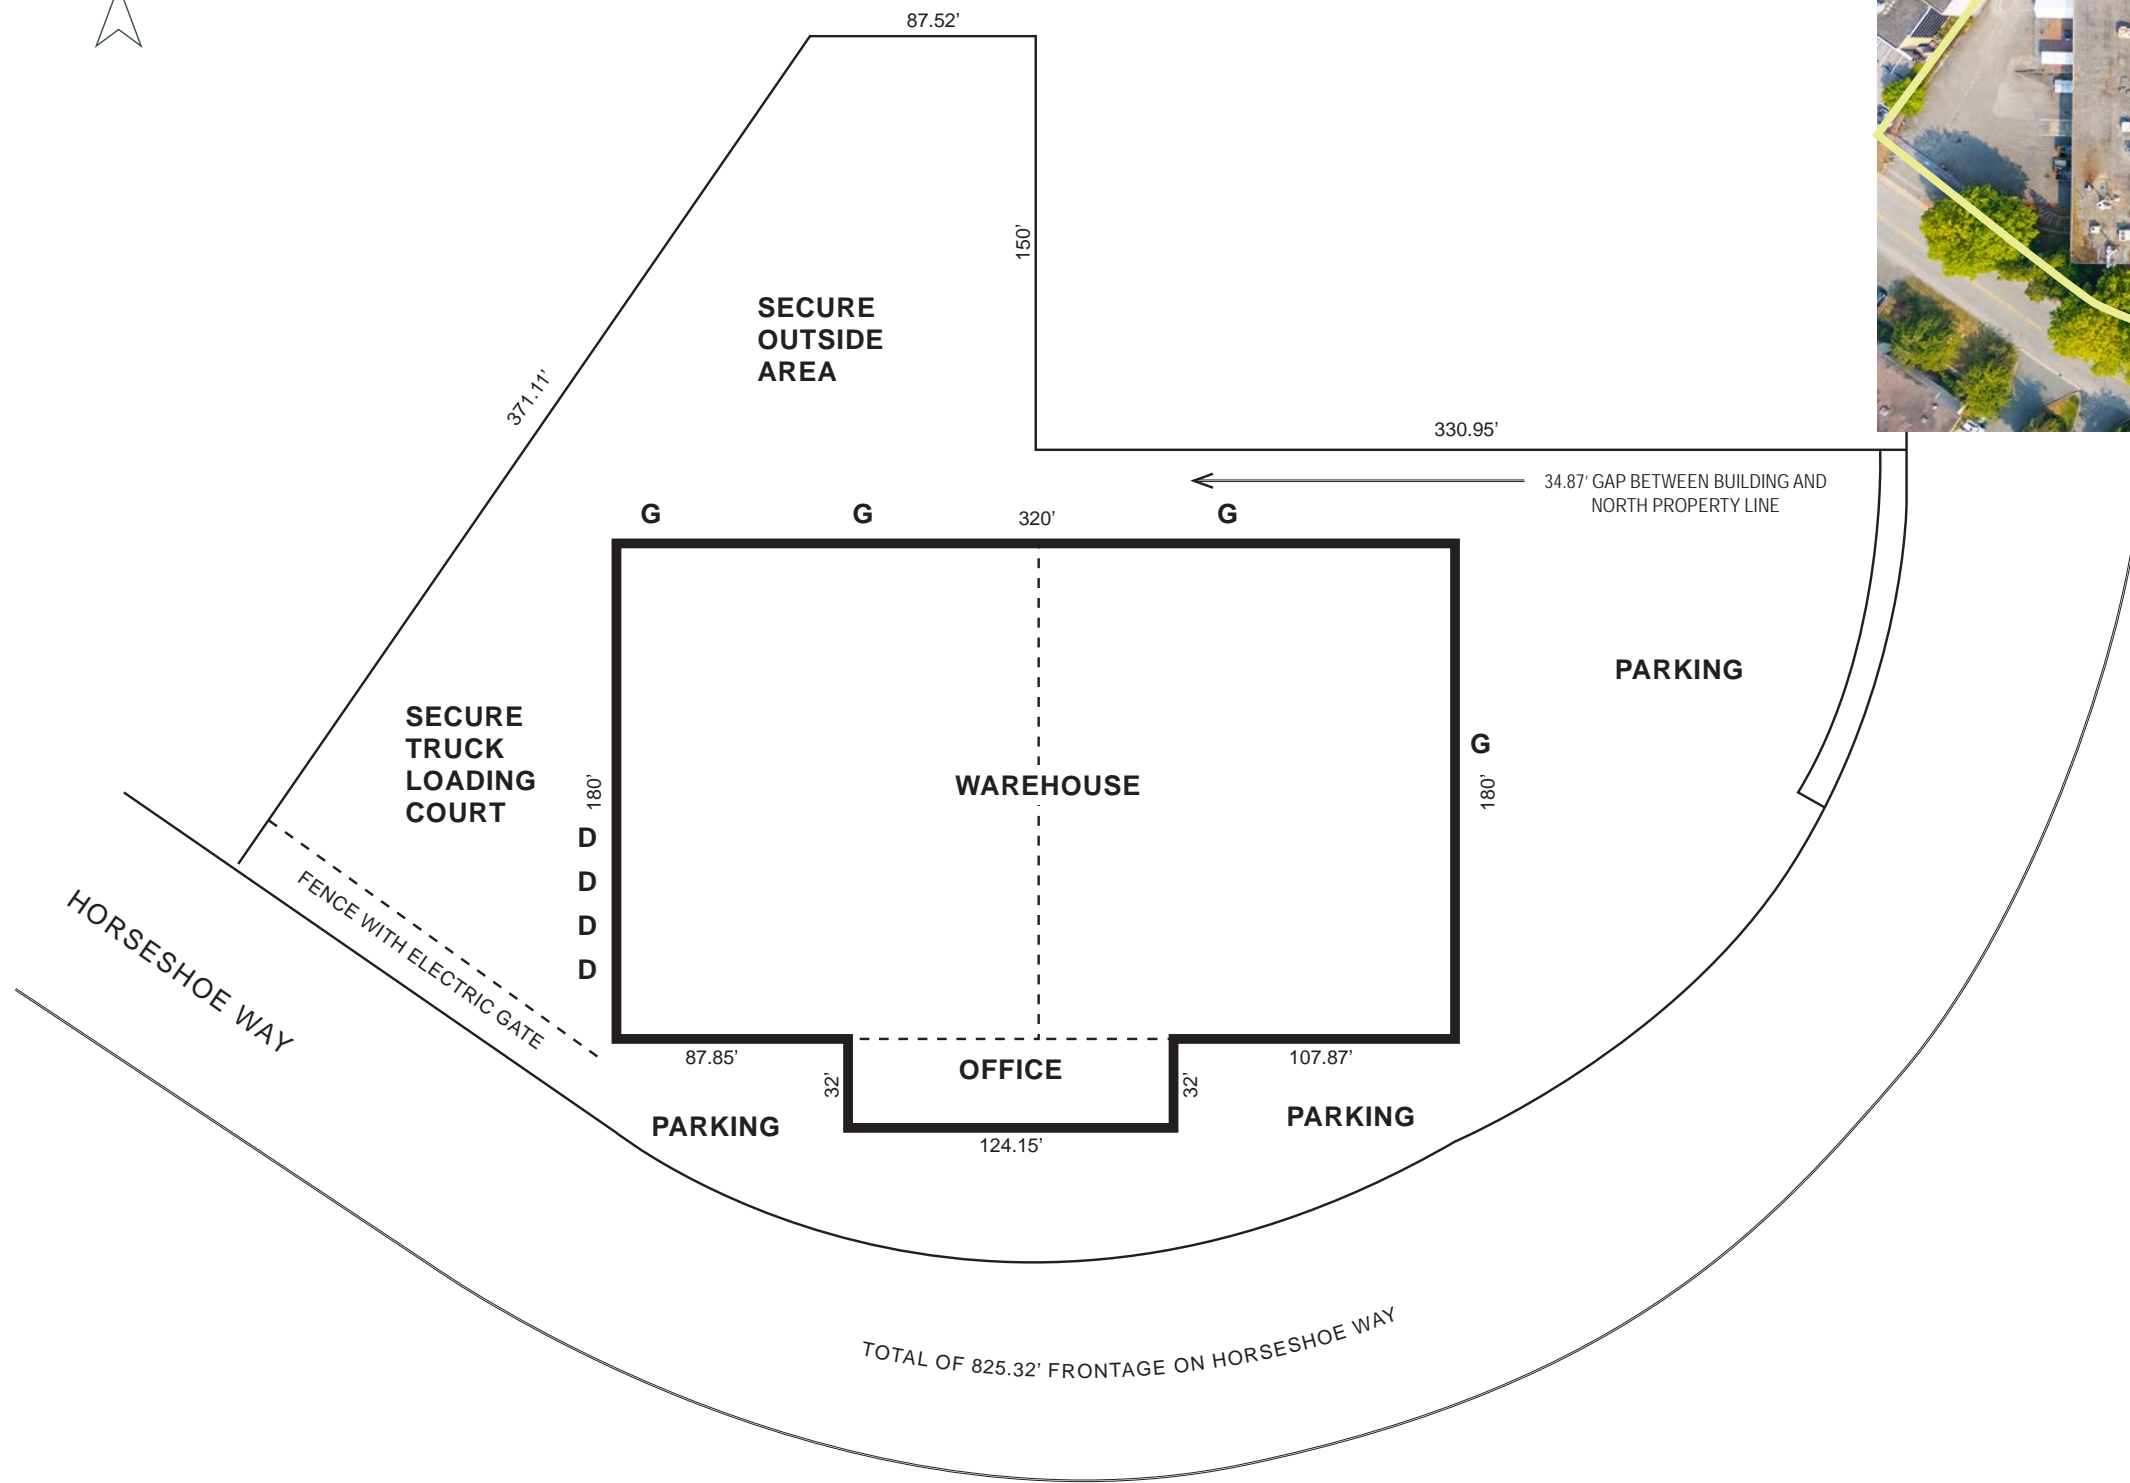 87.52’
150’
SECURE
OUTSIDE
AREA
371.11’
330.95’
34.87’ GAP BETWEEN BUILDING AND
NORTH PROPERTY LINE
G
G
320’
G
PARKING
SECURE
TRUCK
LOADING
COURT
180’
WAREHOUSE
G
180’
D
D
D
D
FENCE WITH ELECTRIC GATE
HORSESHOE WAY
87.85’
32’
OFFICE
32’
107.87’
PARKING
124.15’
PARKING
TOTAL OF 825.32’ FRONTAGE ON HORSESHOE WAY